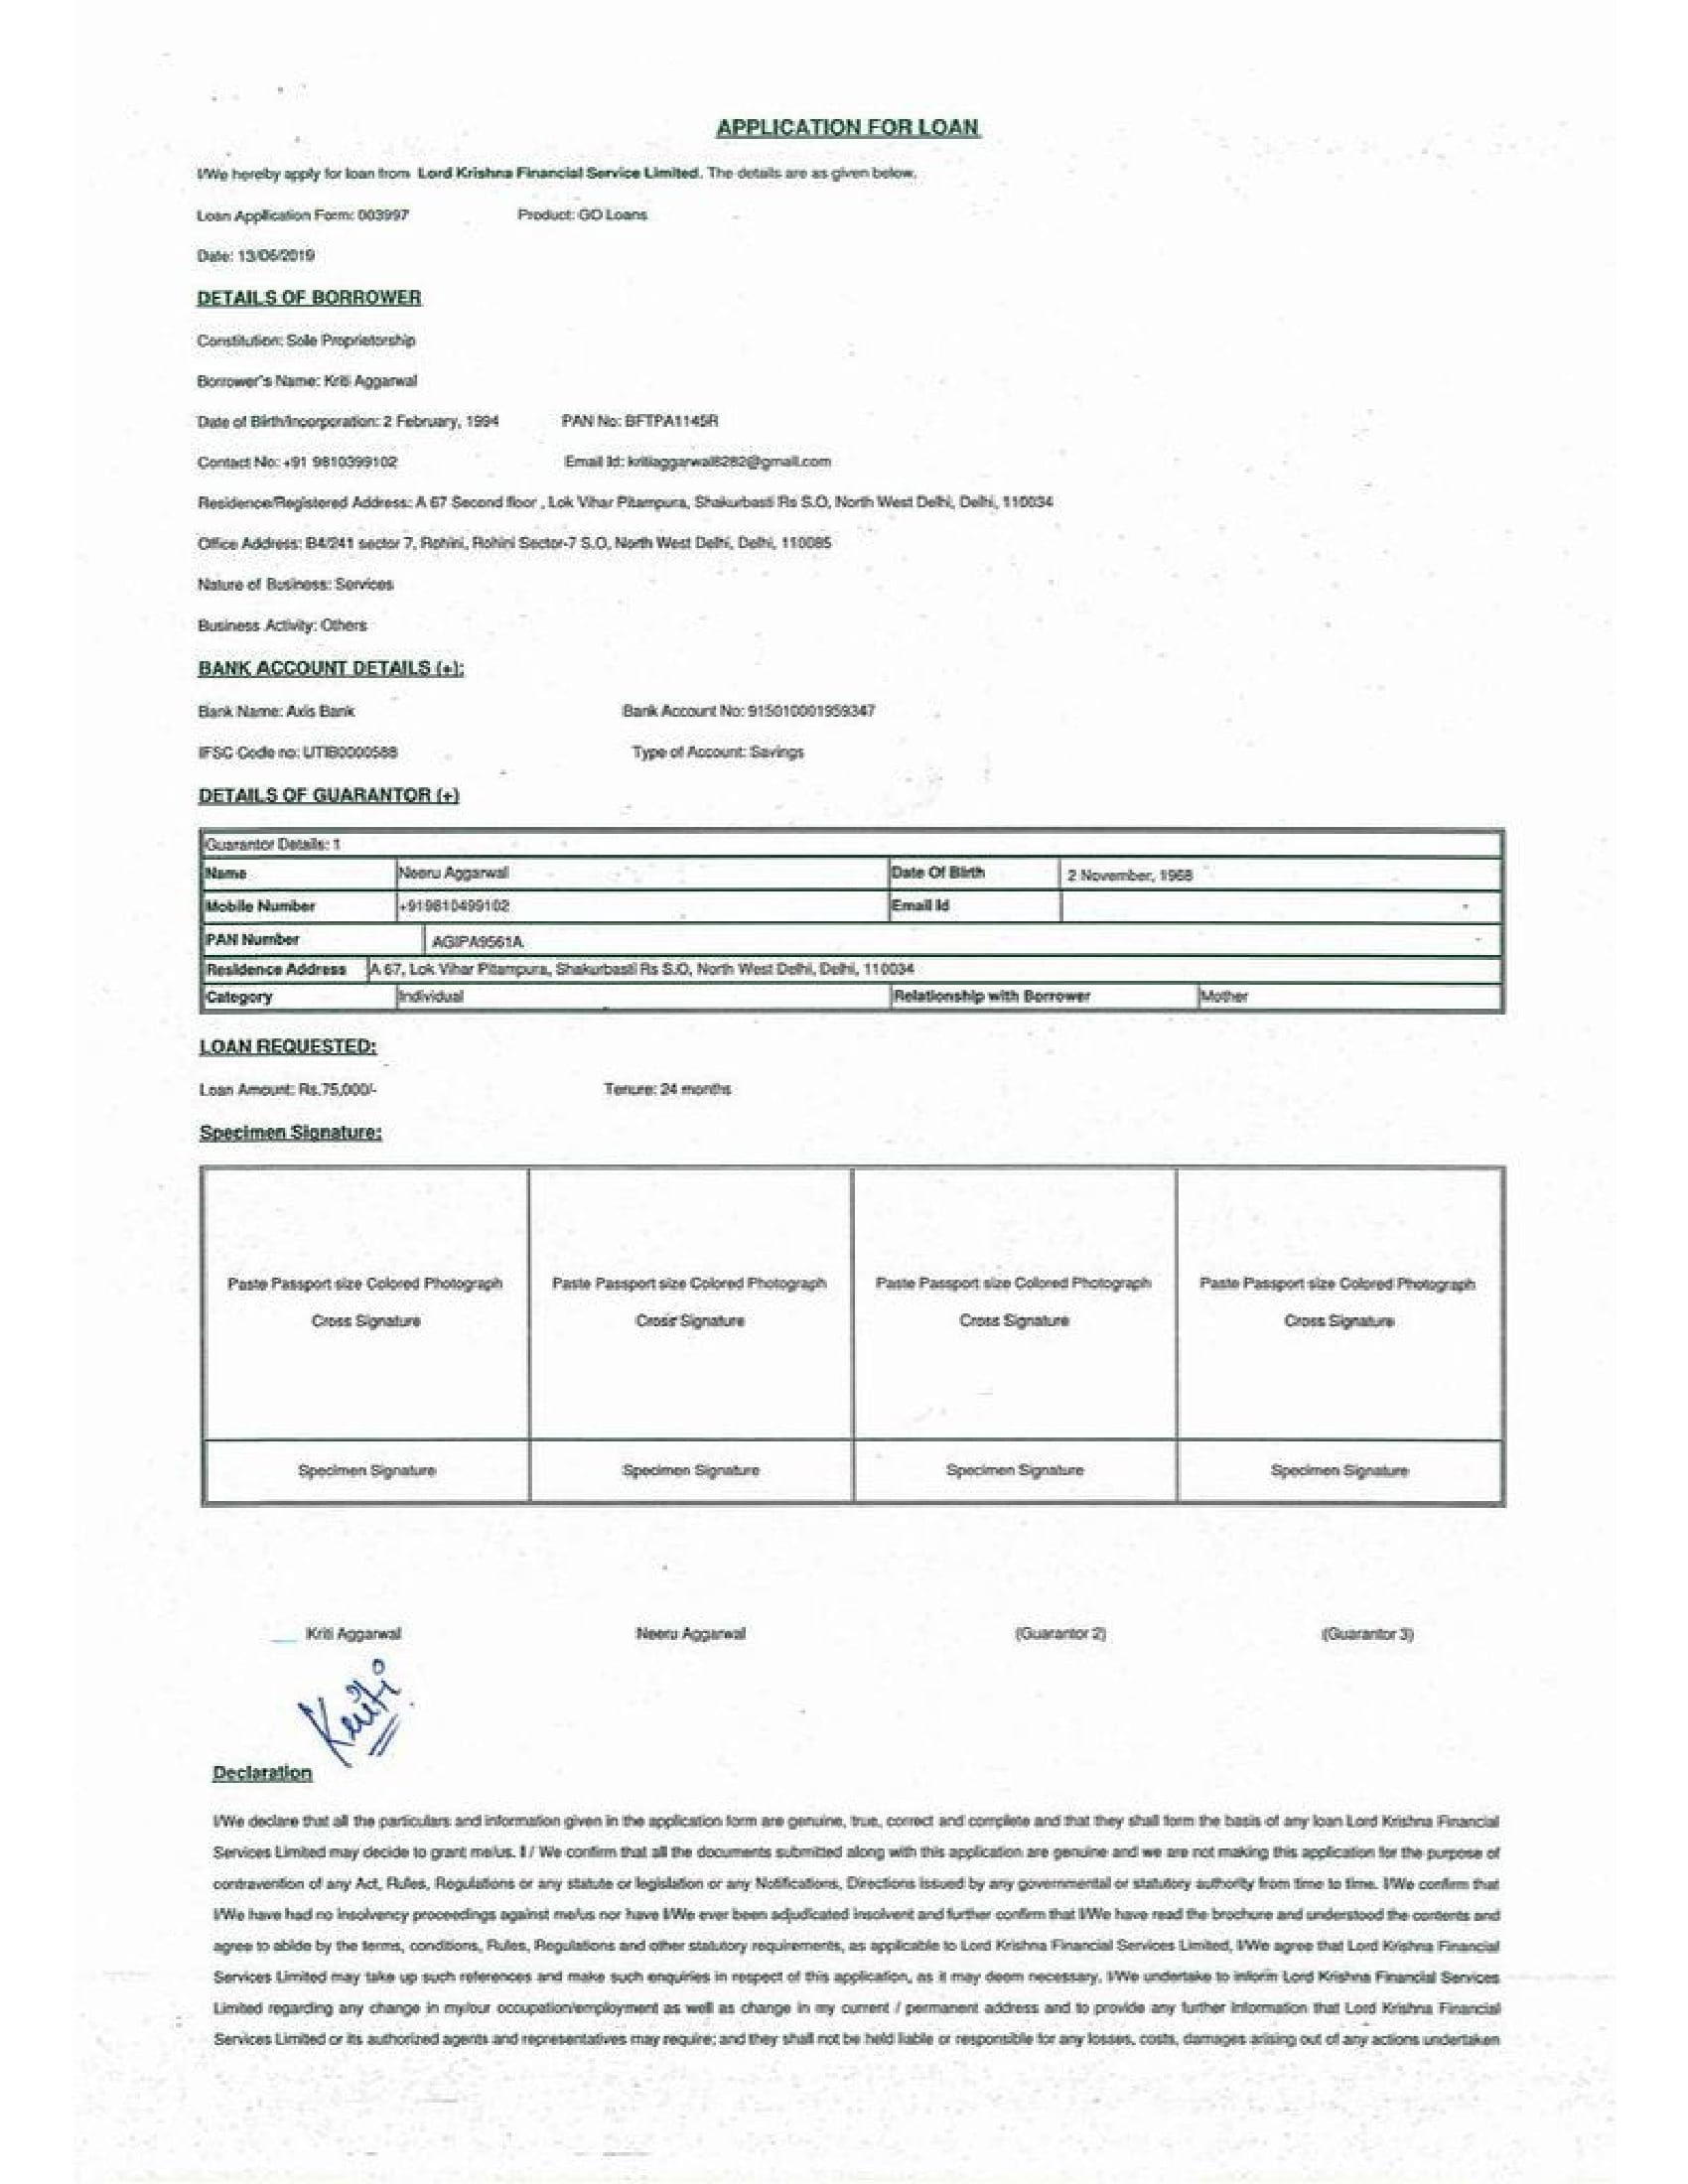 APPLICATION FOR LOAN
I/We hereby apply for loan from Lord Krishna Financial Service Limited. The details are as given below.
Loan Application Form: 003997 Product: GO Loans
Date: 13/06/2019
DETAILS OF BORROWER
Constitution: Sole Proprietorship
Borrower's Name: Kriti Aggarwal
Date of Birth/Incorporation: 2 February, 1994 PAN No: BFTPA1145R
Contact No: +91 9810399102 Email Id: kritiaggarwal8282@gmail.com
Residence/Registered Address: A 67 Second floor , Lok Vihar Pitampura, Shakurbasti Rs S.O, North West Delhi, Delhi, 110034
Office Address: B4/241 sector 7, Rohini, Rohini Sector-7 S.O, North West Delhi, Delhi, 110085
Nature of Business: Services
Business Activity: Others
BANK ACCOUNT DETAILS (+):
Bank Name: Axis Bank Bank Account No: 915010001959347
IFSC Code no: UTIB0000588 Type of Account: Savings
DETAILS OF GUARANTOR (+)
Guarantor Details: 1
Name Neeru Aggarwal Date Of Birth 2 November, 1968
Mobile Number +919810499102 Email Id
PAN Number AGIPA9561A
Residence Address A 67, Lok Vihar Pitampura, Shakurbasti Rs S.O, North West Delhi, Delhi, 110034
Category Individual Relationship with Borrower Mother
LOAN REQUESTED:
Loan Amount: Rs.75,000/- Tenure: 24 months
Specimen Signature:
Paste Passport size Colored Photograph Paste Passport size Colored Photograph Paste Passport size Colored Photograph Paste Passport size Colored Photograph
Cross Signature Cross Signature Cross Signature Cross Signature
Specimen Signature Specimen Signature Specimen Signature Specimen Signature
Kriti Aggarwal Neeru Aggarwal (Guarantor 2) (Guarantor 3)
Kriti
Declaration
I/We declare that all the particulars and information given in the application form are genuine, true, correct and complete and that they shall form the basis of any loan Lord Krishna Financial
Services Limited may decide to grant me/us. I / We confirm that all the documents submitted along with this application are genuine and we are not making this application for the purpose of
contravention of any Act, Rules, Regulations or any statute or legislation or any Notifications, Directions issued by any governmental or statutory authority from time to time. I/We confirm that
I/We have had no insolvency proceedings against me/us nor have I/We ever been adjudicated insolvent and further confirm that I/We have read the brochure and understood the contents and
agree to abide by the terms, conditions, Rules, Regulations and other statutory requirements, as applicable to Lord Krishna Financial Services Limited, I/We agree that Lord Krishna Financial
Services Limited may take up such references and make such enquiries in respect of this application, as it may deem necessary. I/We undertake to inform Lord Krishna Financial Services
Limited regarding any change in my/our occupation/employment as well as change in my current / permanent address and to provide any further information that Lord Krishna Financial
Services Limited or its authorized agents and representatives may require; and they shall not be held liable or responsible for any losses, costs, damages arising out of any actions undertaken